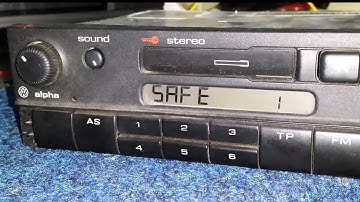 sound stereo
SAFE 1
alpha
AS 1 2 3 TP FM
4 5 6